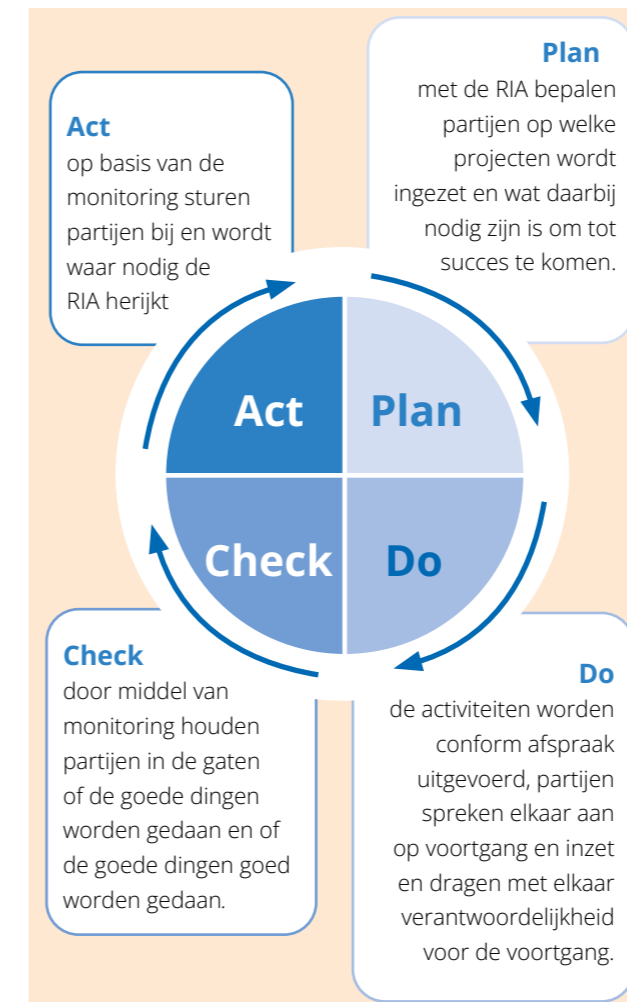 Act
op basis van de
monitoring sturen
partijen bij en wordt
waar nodig de
RIA herijkt
Plan
met de RIA bepalen
partijen op welke
projecten wordt
ingezet en wat daarbij
nodig zijn is om tot
succes te komen.
Act
Plan
Check
Do
Check
door middel van
monitoring houden
partijen in de gaten
of de goede dingen
worden gedaan en of
de goede dingen goed
worden gedaan.
Do
de activiteiten worden
conform afspraak
uitgevoerd, partijen
spreken elkaar aan
op voortgang en inzet
en dragen met elkaar
verantwoordelijkheid
voor de voortgang.